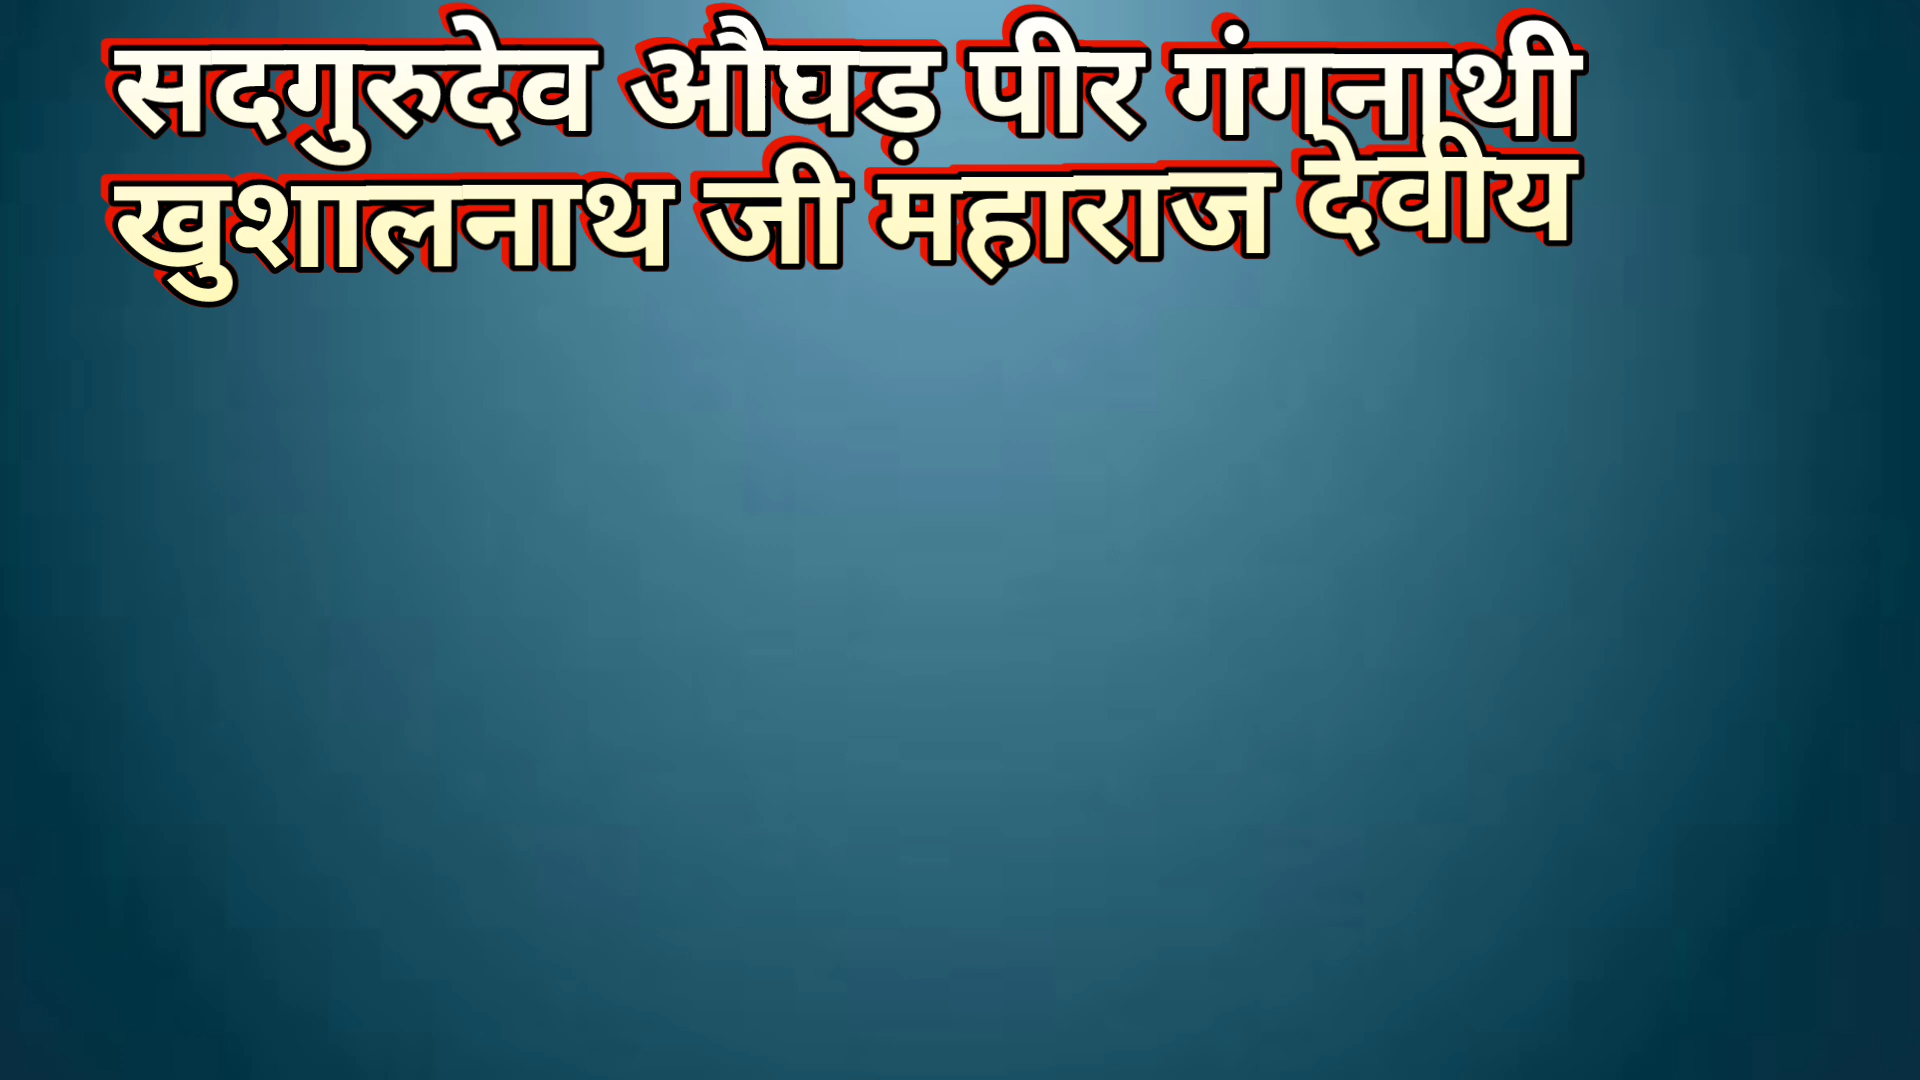 सदगुरुदेव औघड़ पीर गंगनाथी
खुशालनाथ जी महाराज देवीय